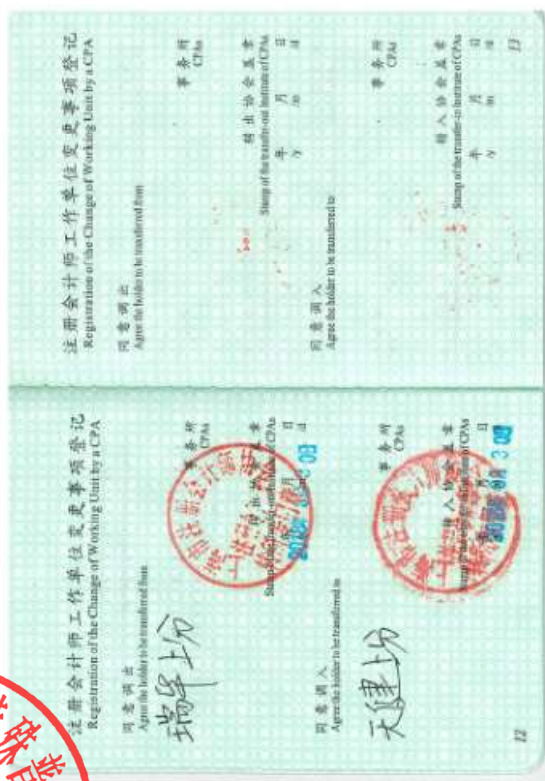 注册会计师工作单位变更事项登记
Registration of the Change of Working Unit by a CPA
同意调出
Agree the holder to be transferred from
瑞华上分
事务所
CPAs
转出协会盖章
Stamp of the transfer-out Institute of CPAs
月 日
同意调入
Agree the holder to be transferred to
天健上分
事务所
CPAs
转入协会盖章
月 日
12
注册会计师工作单位变更事项登记
Registration of the Change of Working Unit by a CPA
同意调出
Agree the holder to be transferred from
事务所
CPAs
转出协会盖章
Stamp of the transfer-out Institute of CPAs
年 月 日
/y /m /d
同意调入
Agree the holder to be transferred to
事务所
CPAs
转入协会盖章
Stamp of the transfer-in Institute of CPAs
年 月 日
/y /m /d
13